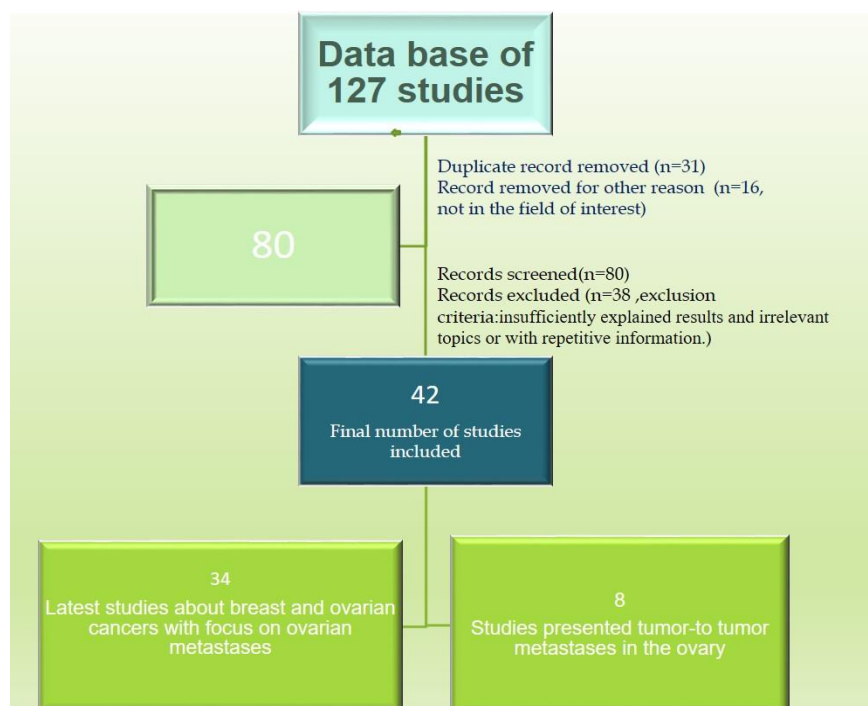 Data base of
127 studies
Duplicate record removed (n=31)
Record removed for other reason (n=16,
not in the field of interest)
80
Records screened(n=80)
Records excluded (n=38 ,exclusion
criteria:insufficiently explained results and irrelevant
topics or with repetitive information.)
42
Final number of studies
included
34
Latest studies about breast and ovarian
cancers with focus on ovarian
metastases
8
Studies presented tumor-to tumor
metastases in the ovary